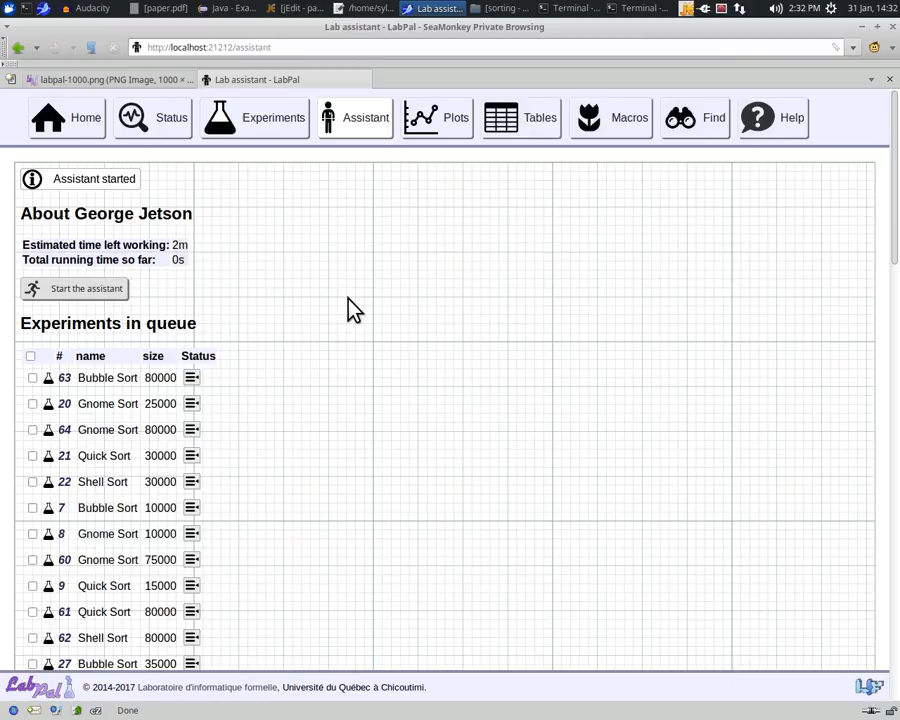 Audacity [paper.pdf] Java - Exa... [jEdit - pa... /home/syl... Lab assist... [sorting - ... Terminal -... Terminal -... 2:32 PM 31 Jan, 14:32
Lab assistant - LabPal - SeaMonkey Private Browsing
http://localhost:21212/assistant
labpal-1000.png (PNG Image, 1000 × ... Lab assistant - LabPal
Home Status Experiments Assistant Plots Tables Macros Find Help
Assistant started
About George Jetson
Estimated time left working: 2m
Total running time so far: 0s
Start the assistant
Experiments in queue
# name size Status
63 Bubble Sort 80000
20 Gnome Sort 25000
64 Gnome Sort 80000
21 Quick Sort 30000
22 Shell Sort 30000
7 Bubble Sort 10000
8 Gnome Sort 10000
60 Gnome Sort 75000
9 Quick Sort 15000
61 Quick Sort 80000
62 Shell Sort 80000
27 Bubble Sort 35000
LabPal © 2014-2017 Laboratoire d'informatique formelle, Université du Québec à Chicoutimi.
Done